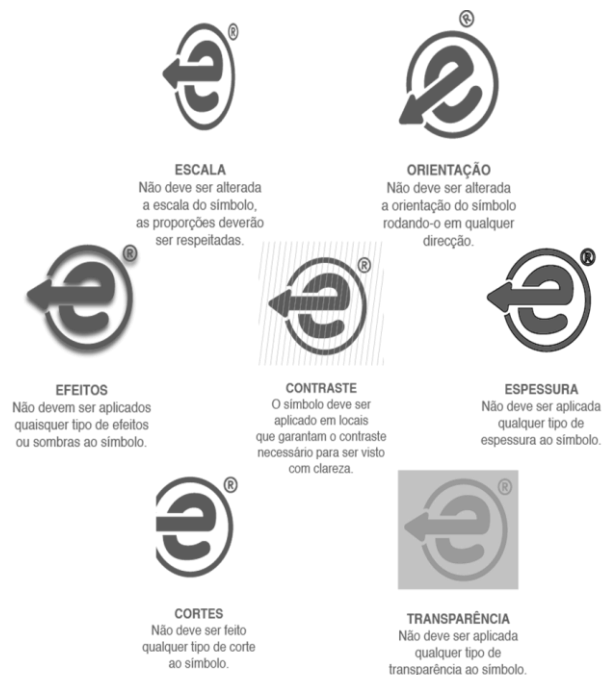 ®
®
ESCALA
Não deve ser alterada
a escala do símbolo,
as proporções deverão
ser respeitadas.
ORIENTAÇÃO
Não deve ser alterada
a orientação do símbolo
rodando-o em qualquer
direcção.
®
®
®
EFEITOS
Não devem ser aplicados
quaisquer tipo de efeitos
ou sombras ao símbolo.
CONTRASTE
O símbolo deve ser
aplicado em locais
que garantam o contraste
necessário para ser visto
com clareza.
ESPESSURA
Não deve ser aplicada
qualquer tipo de
espessura ao símbolo.
®
®
CORTES
Não deve ser feito
qualquer tipo de corte
ao símbolo.
TRANSPARÊNCIA
Não deve ser aplicada
qualquer tipo de
transparência ao símbolo.